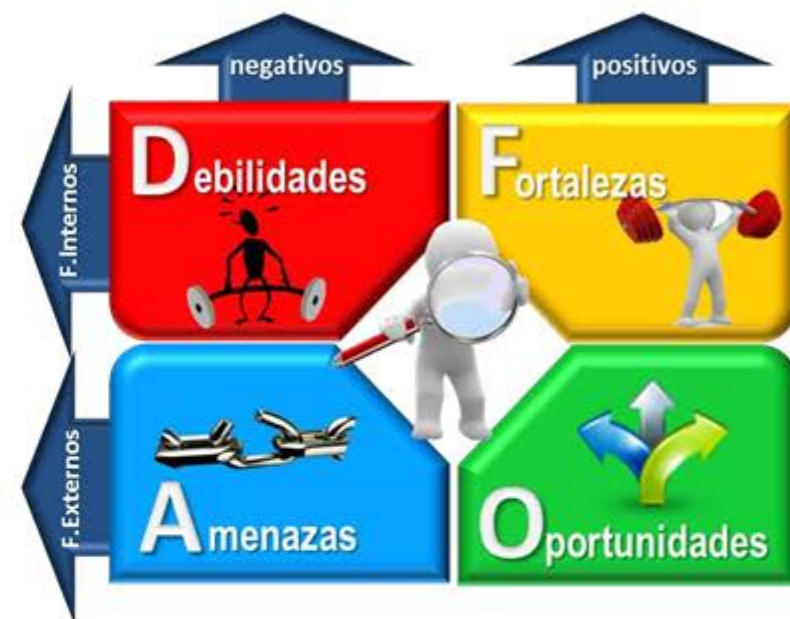 negativos
positivos
F.Internos
Debilidades
Fortalezas
F.Externos
Amenazas
Oportunidades